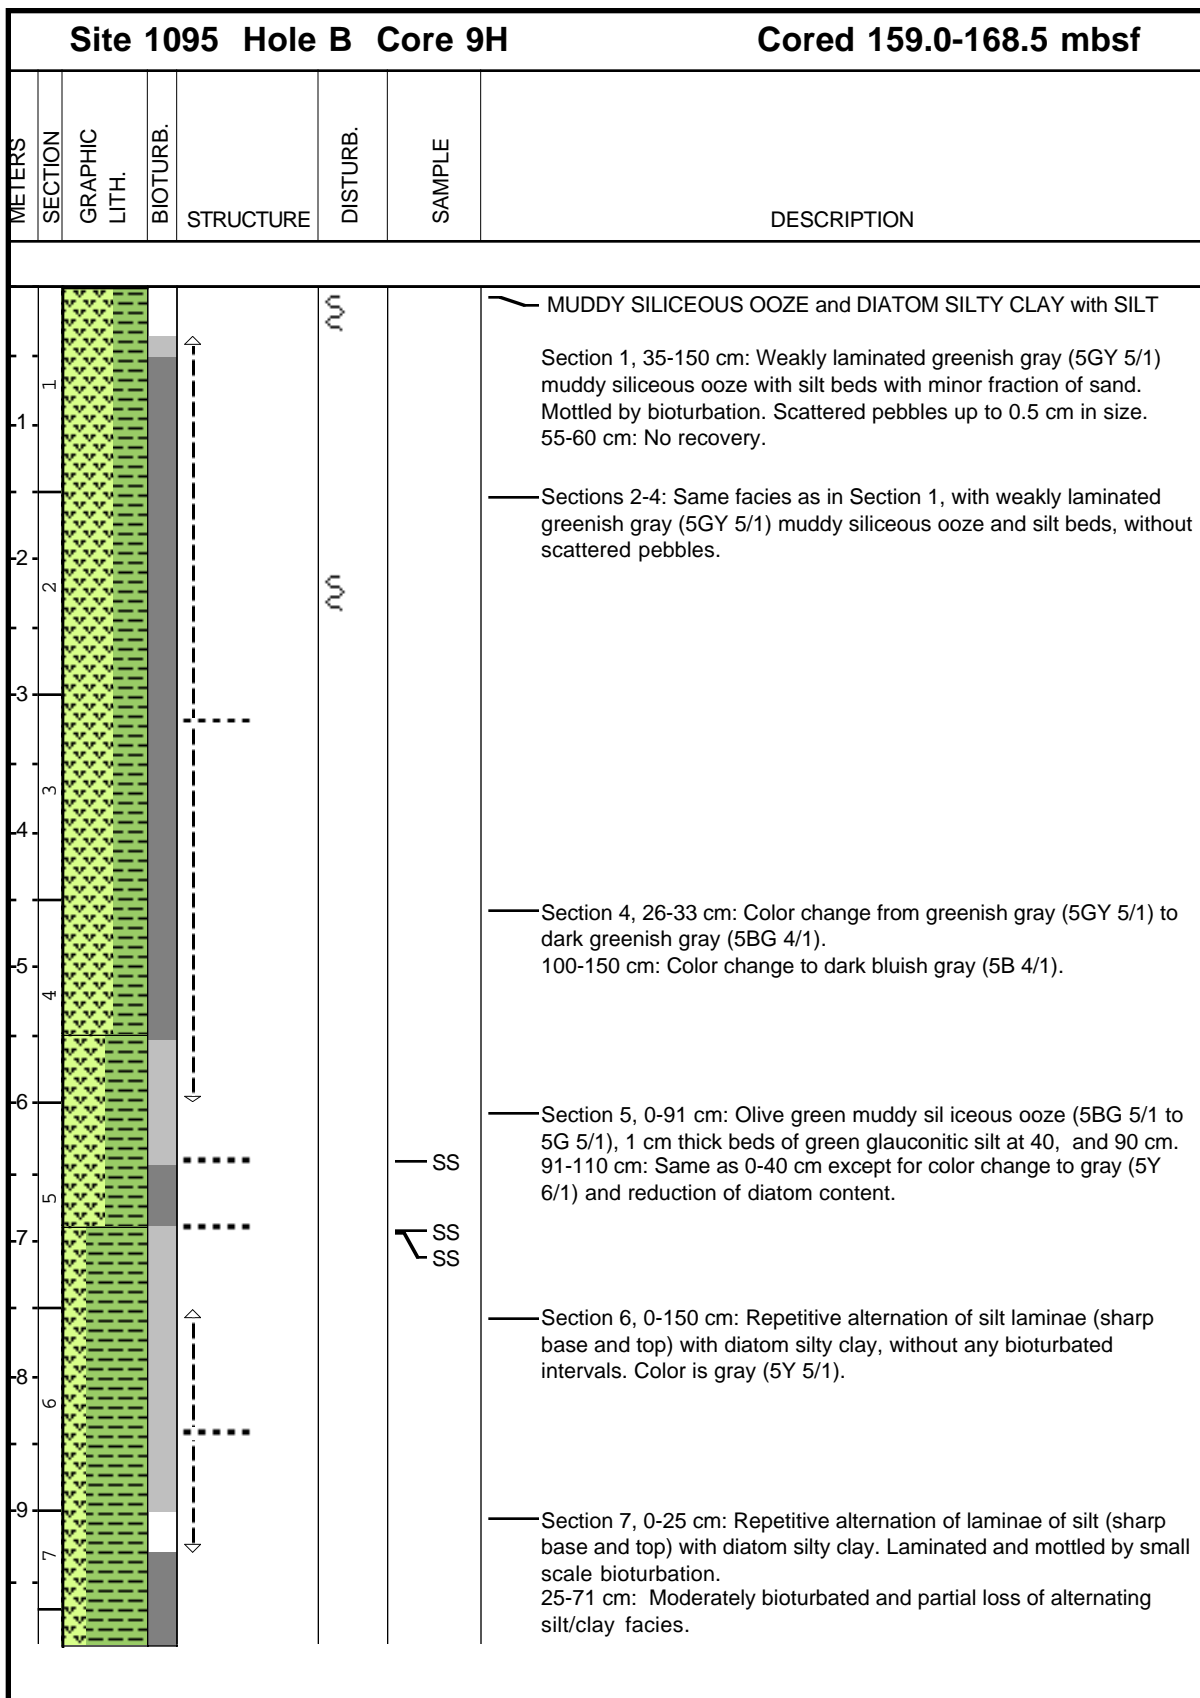 Site 1095 Hole B Core 9H Cored 159.0-168.5 mbsf
METERS
SECTION
GRAPHIC
LITH.
BIOTURB.
STRUCTURE
DISTURB.
SAMPLE
DESCRIPTION
MUDDY SILICEOUS OOZE and DIATOM SILTY CLAY with SILT
Section 1, 35-150 cm: Weakly laminated greenish gray (5GY 5/1)
muddy siliceous ooze with silt beds with minor fraction of sand.
Mottled by bioturbation. Scattered pebbles up to 0.5 cm in size.
55-60 cm: No recovery.
1
1
Sections 2-4: Same facies as in Section 1, with weakly laminated
greenish gray (5GY 5/1) muddy siliceous ooze and silt beds, without
scattered pebbles.
2
2
3
3
4
Section 4, 26-33 cm: Color change from greenish gray (5GY 5/1) to
dark greenish gray (5BG 4/1).
100-150 cm: Color change to dark bluish gray (5B 4/1).
5
4
6
Section 5, 0-91 cm: Olive green muddy sil iceous ooze (5BG 5/1 to
5G 5/1), 1 cm thick beds of green glauconitic silt at 40, and 90 cm.
91-110 cm: Same as 0-40 cm except for color change to gray (5Y
6/1) and reduction of diatom content.
SS
5
7
SS
SS
Section 6, 0-150 cm: Repetitive alternation of silt laminae (sharp
base and top) with diatom silty clay, without any bioturbated
intervals. Color is gray (5Y 5/1).
8
6
9
Section 7, 0-25 cm: Repetitive alternation of laminae of silt (sharp
base and top) with diatom silty clay. Laminated and mottled by small
scale bioturbation.
25-71 cm: Moderately bioturbated and partial loss of alternating
silt/clay facies.
7